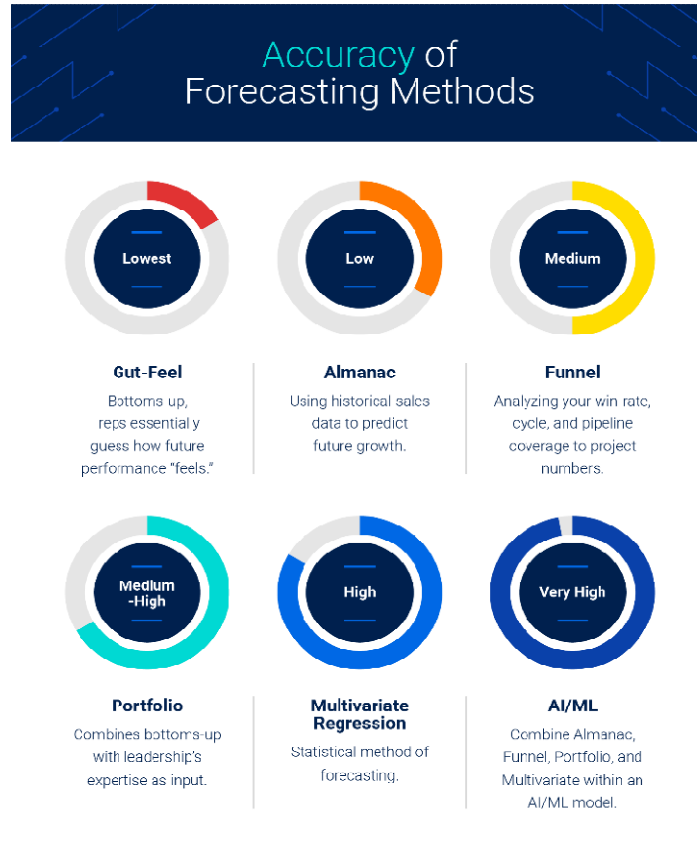 Accuracy of
Forecasting Methods
Lowest
Low
Medium
Gut-Feel
Bottoms up,
reps essentially
guess how future
performance "feels."
Almanac
Using historical sales
data to predict
future growth.
Funnel
Analyzing your win rate,
cycle, and pipeline
coverage to project
numbers.
Medium
-High
High
Very High
Portfolio
Combines bottoms-up
with leadership's
expertise as input.
Multivariate
Regression
Statistical method of
forecasting.
AI/ML
Combine Almanac,
Funnel, Portfolio, and
Multivariate within an
AI/ML model.